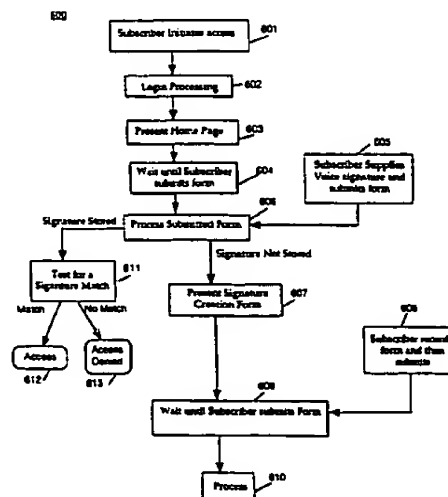 600
Subscriber Initiates access
601
Login Processing
602
Present Home Page
603
Wait until Subscriber
submits form
604
605
Subscriber Supplies
Voice signature and
submits form
606
Process Submitted Form
Signature Stored
Signature Not Stored
Test for a
Signature Match
611
Match
No Match
Access
612
Access
Denied
613
Present Signature
Creation Form
607
Subscriber
form and then
submits
Wait until Subscriber submits Form
Process
610